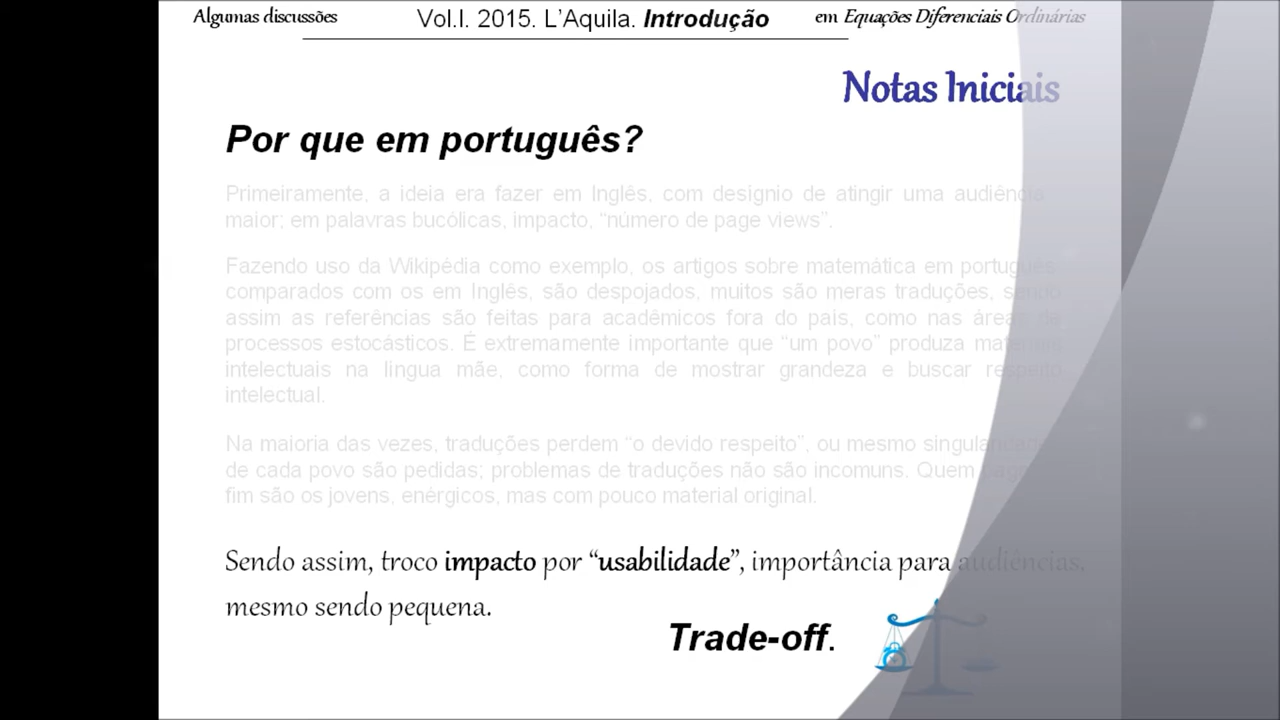 Algumas discussões Vol.I. 2015. L’Aquila. Introdução em Equações Diferenciais Ordinárias
Notas Iniciais
Por que em português?
Primeiramente, a ideia era fazer em Inglês, com designio de atingir uma audiência
maior; em palavras bucólicas, impacto, “número de page views”.
Fazendo uso da Wikipédia como exemplo, os artigos sobre matemática em português
comparados com os em Inglês, são despojados, muitos são meras traduções, sendo
assim as referências são feitas para acadêmicos fora do país, como nas áreas de
processos estocásticos. É extremamente importante que “um povo” produza materiais
intelectuais na língua mãe, como forma de mostrar grandeza e buscar respeito
intelectual.
Na maioria das vezes, traduções perdem “o devido respeito”, ou mesmo singularidades
de cada povo são pedidas; problemas de traduções não são incomuns. Quem
fim são os jovens, enérgicos, mas com pouco material original.
Sendo assim, troco impacto por “usabilidade”, importância para audiências,
mesmo sendo pequena.
Trade-off.